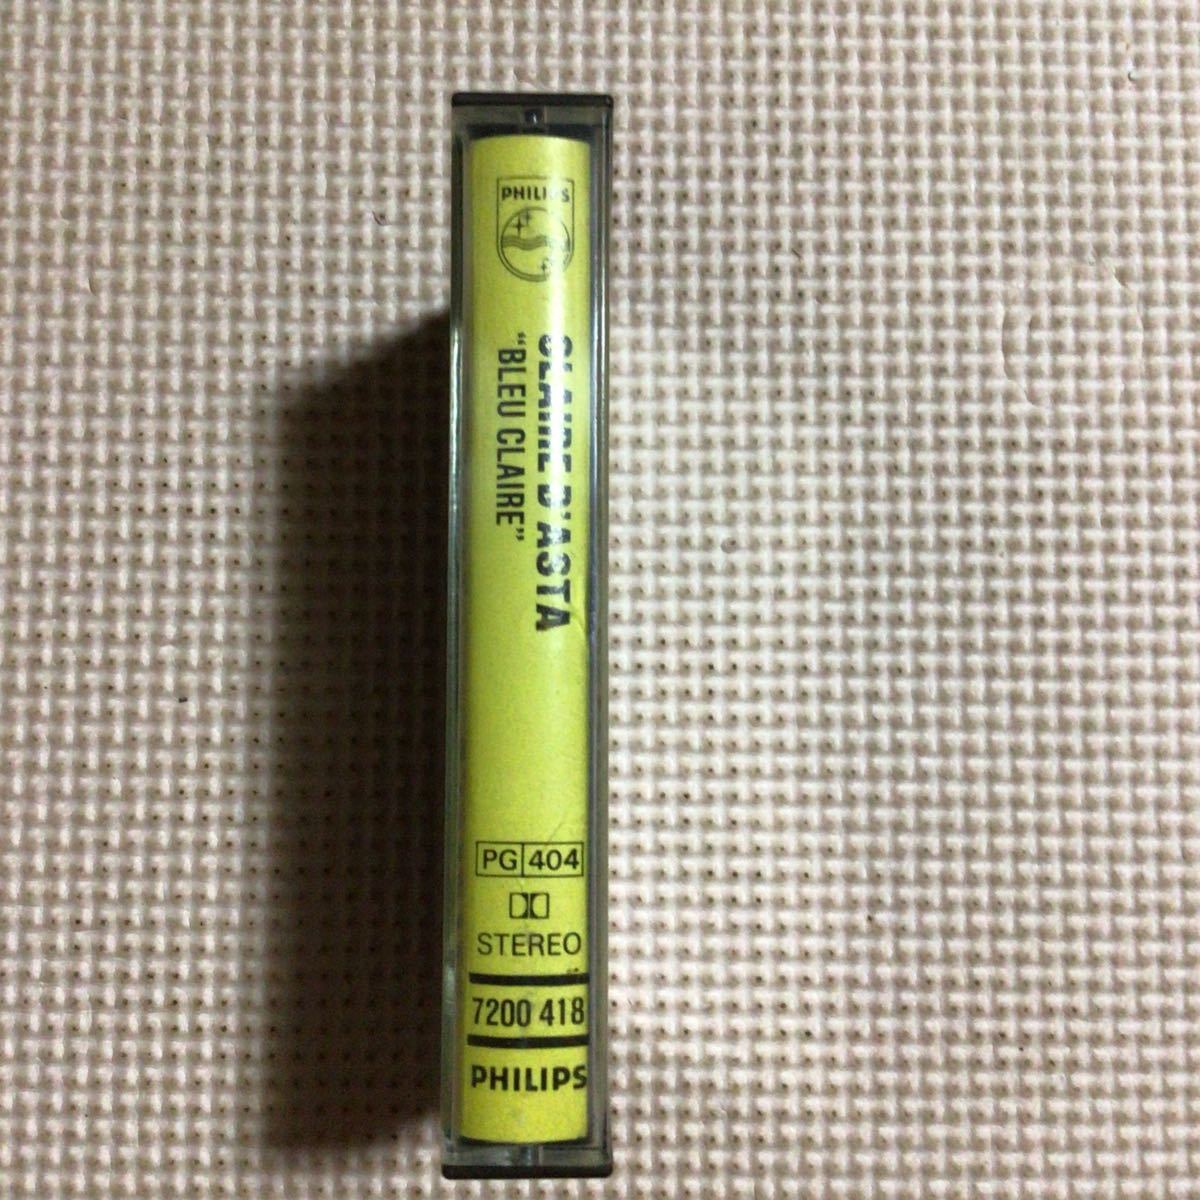 PHILIPS
CLAIRE D'ASTA
“BLEU CLAIRE”
PG 404
STEREO
7200 418
PHILIPS